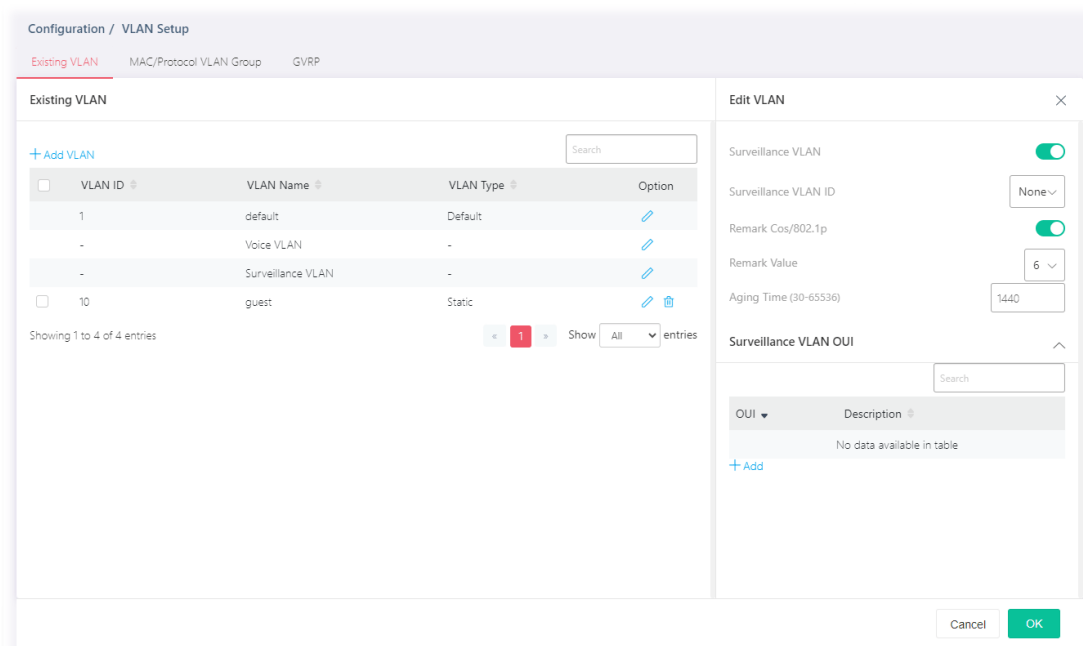 Configuration / VLAN Setup
Existing VLAN MAC/Protocol VLAN Group GVRP
Existing VLAN
+ Add VLAN Search
VLAN ID VLAN Name VLAN Type Option
1 default Default
- Voice VLAN -
- Surveillance VLAN -
10 guest Static
Showing 1 to 4 of 4 entries « 1 » Show All entries
Edit VLAN
Surveillance VLAN
Surveillance VLAN ID None
Remark Cos/802.1p
Remark Value 6
Aging Time (30-65536) 1440
Surveillance VLAN OUI
Search
OUI Description
No data available in table
+ Add
Cancel OK